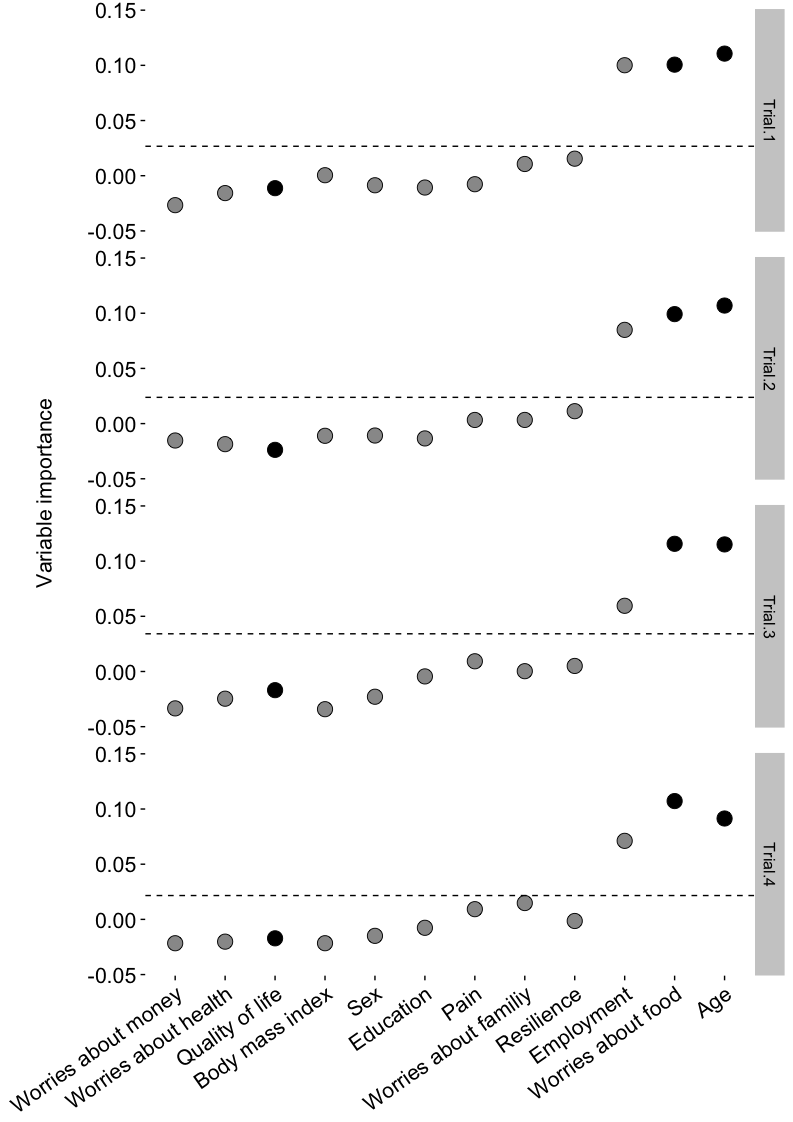 Variable importance
0.15
0.10
0.05
0.00
-0.05
Trial.1
0.15
0.10
0.05
0.00
-0.05
Trial.2
0.15
0.10
0.05
0.00
-0.05
Trial.3
0.15
0.10
0.05
0.00
-0.05
Trial.4
Worries about money
Worries about health
Quality of life
Body mass index
Sex
Education
Pain
Worries about familiy
Resilience
Employment
Worries about food
Age